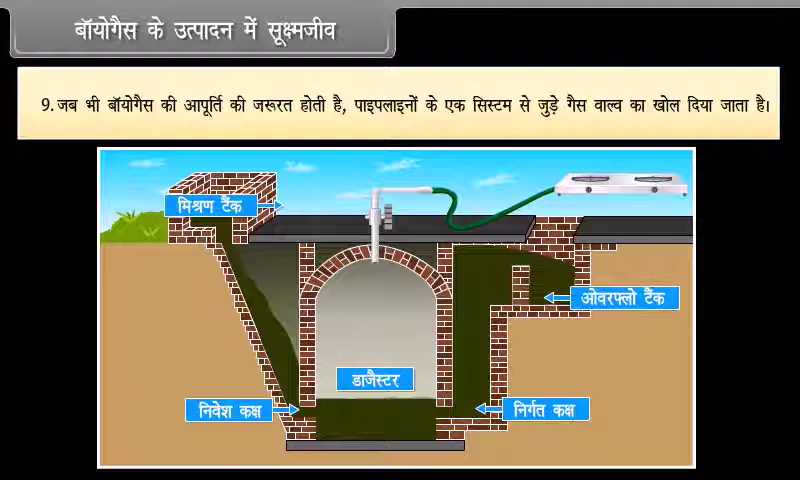 बॉयोगैस के उत्पादन में सूक्ष्मजीव
9. जब भी बॉयोगैस की आपूर्ति की जरूरत होती है, पाइपलाइनों के एक सिस्टम से जुड़े गैस वाल्व का खोल दिया जाता है।
मिश्रण टैंक
ओवरफ्लो टैंक
डाजैस्टर
निवेश कक्ष
निर्गत कक्ष